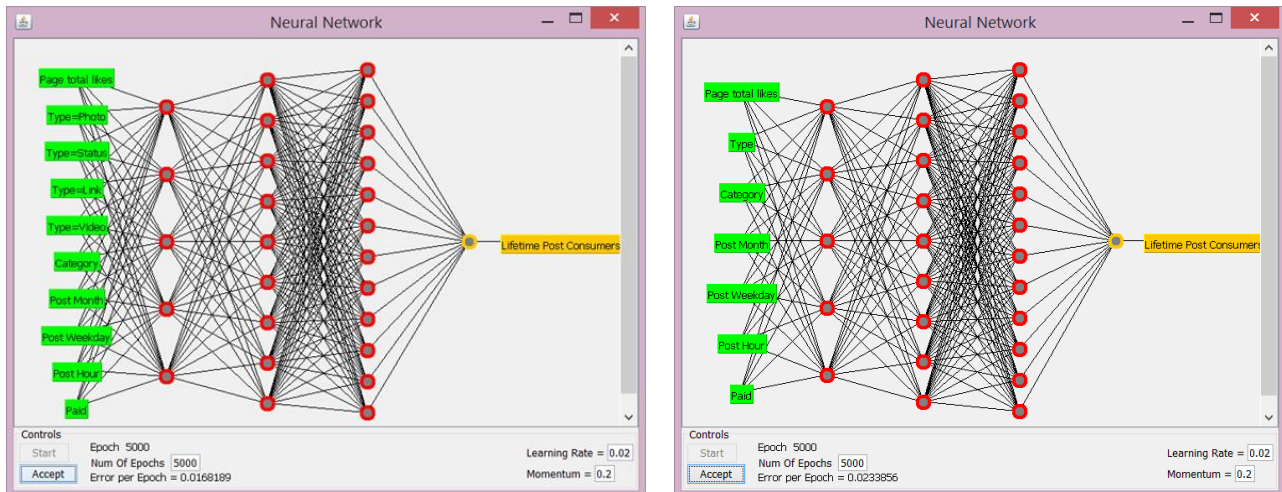 Neural Network
Page total likes
Type=Photo
Type=Status
Type=Link
Type=Video
Category
Post Month
Post Weekday
Post Hour
Paid
Lifetime Post Consumers
Controls
Start
Accept
Epoch 5000
Num Of Epochs 5000
Error per Epoch = 0.0168189
Learning Rate = 0.02
Momentum = 0.2
Neural Network
Page total likes
Type
Category
Post Month
Post Weekday
Post Hour
Paid
Lifetime Post Consumers
Controls
Start
Accept
Epoch 5000
Num Of Epochs 5000
Error per Epoch = 0.0233856
Learning Rate = 0.02
Momentum = 0.2